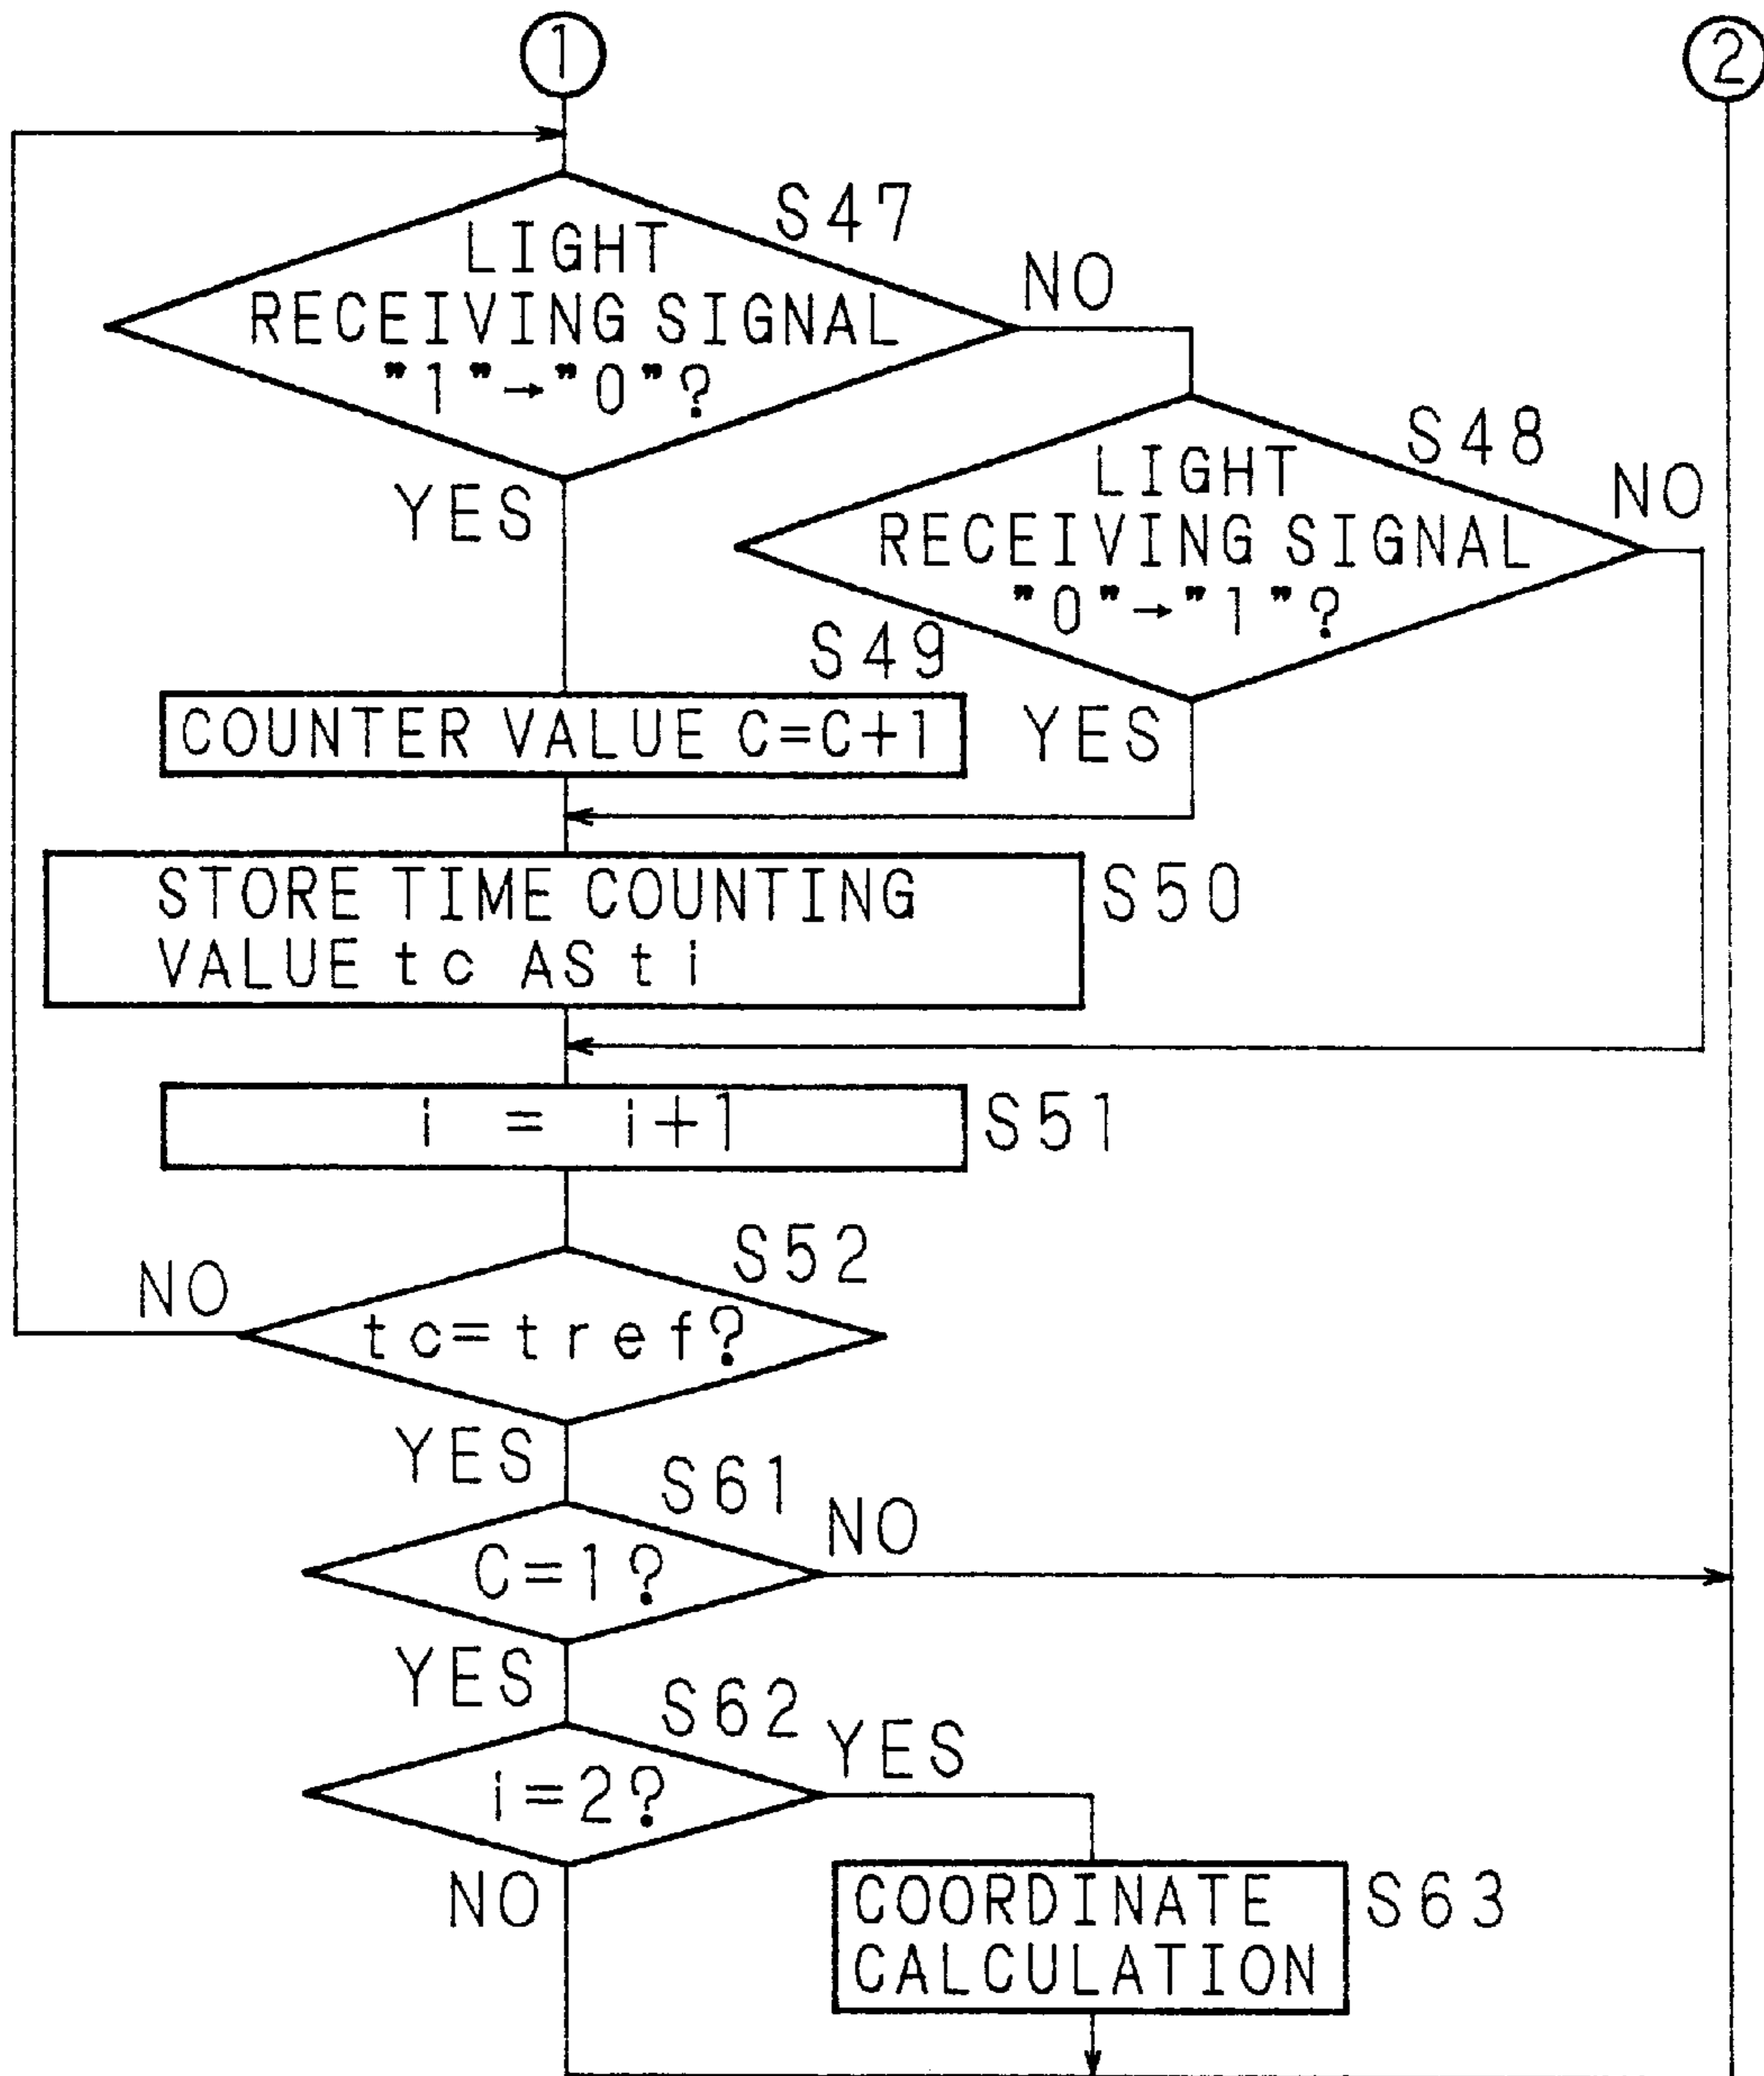 1
2
S47
LIGHT
RECEIVING SIGNAL
"1"→"0"?
NO
YES
S48
LIGHT
RECEIVING SIGNAL
"0"→"1"?
NO
YES
S49
COUNTER VALUE C=C+1
STORE TIME COUNTING
VALUE tc AS ti
S50
i = i+1
S51
S52
tc=tref?
NO
YES
S61
C=1?
NO
YES
S62
i=2?
YES
NO
COORDINATE
CALCULATION
S63